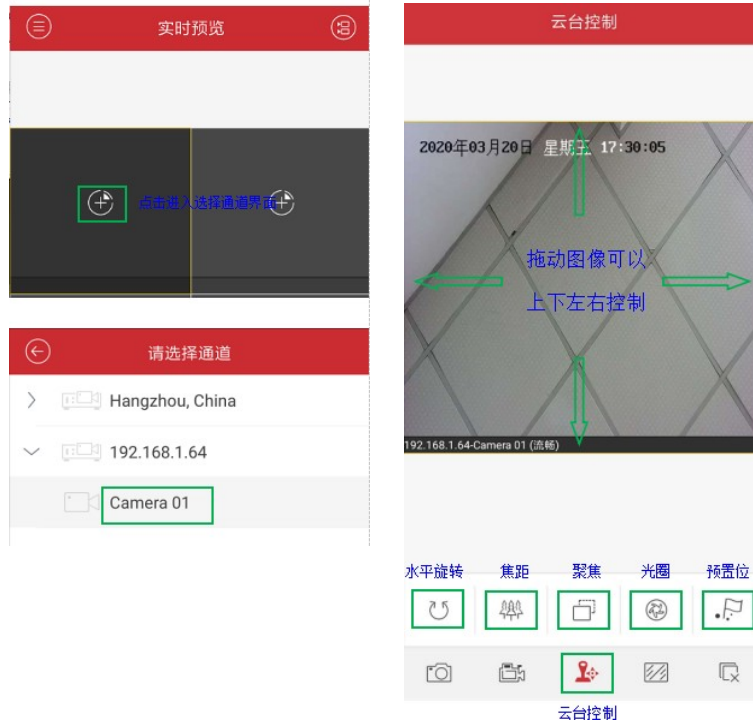 实时预览
点击进入选择通道界面
请选择通道
Hangzhou, China
192.168.1.64
Camera 01
云台控制
2020年03月20日 星期五 17:30:05
拖动图像可以
上下左右控制
192.168.1.64-Camera 01 (流畅)
水平旋转 焦距 聚焦 光圈 预置位
云台控制